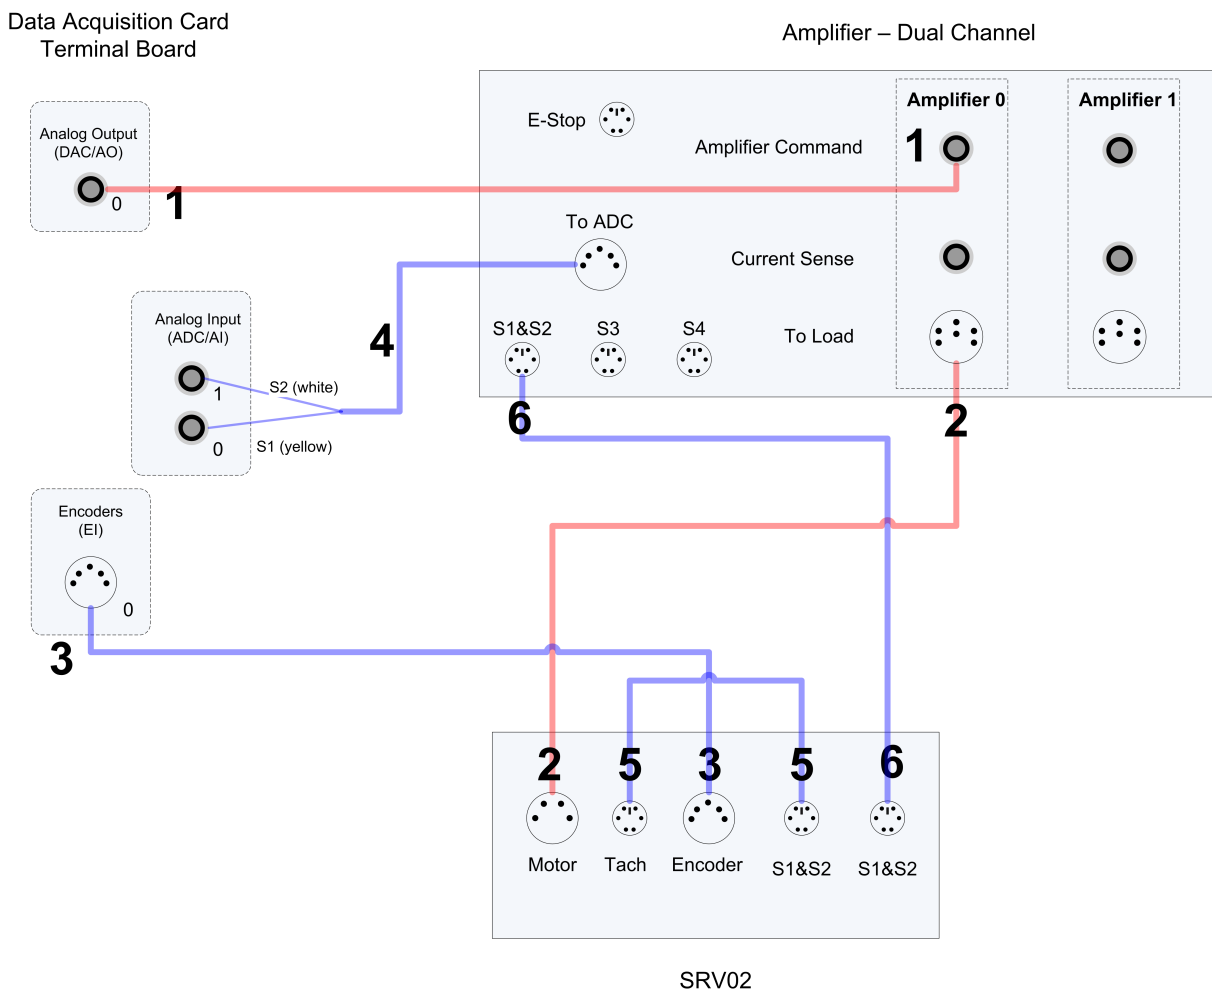 Data Acquisition Card
Terminal Board
Amplifier – Dual Channel
Analog Output
(DAC/AO)
0
1
E-Stop
Amplifier 0
Amplifier 1
Amplifier Command
1
To ADC
Current Sense
S1&S2
S3
S4
To Load
Analog Input
(ADC/AI)
1
0
S2 (white)
S1 (yellow)
4
6
2
Encoders
(EI)
0
3
2
5
3
5
6
Motor
Tach
Encoder
S1&S2
S1&S2
SRV02